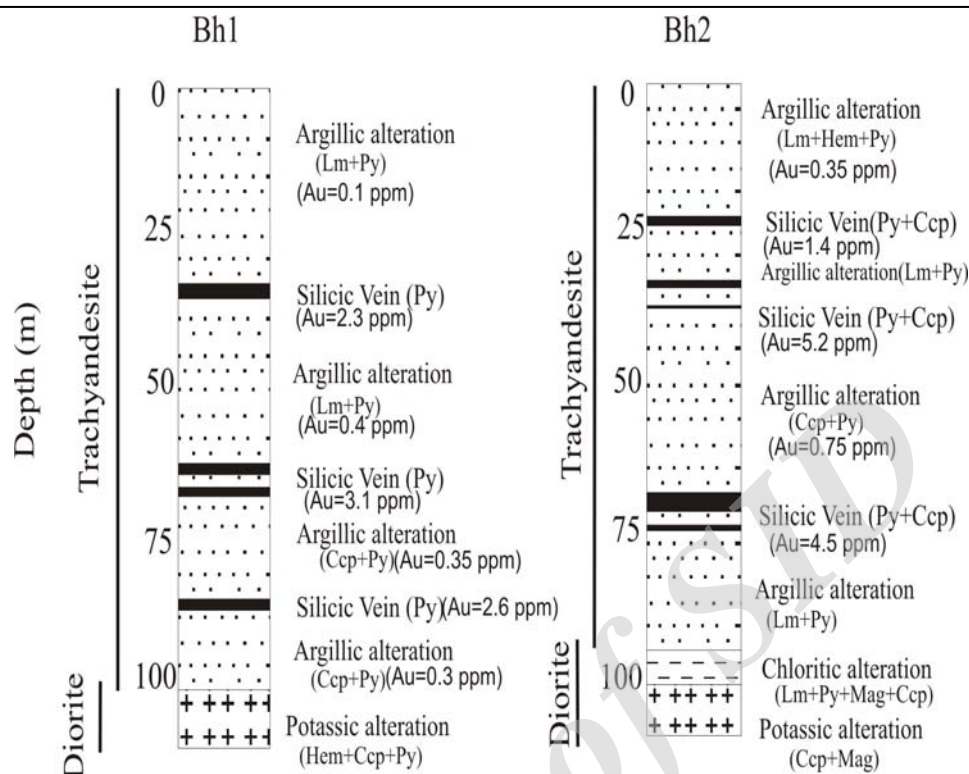 Bh1
Bh2
Depth (m)
Trachyandesite
Diorite
0
25
50
75
100
Argillic alteration
(Lm+Py)
(Au=0.1 ppm)
Silicic Vein (Py)
(Au=2.3 ppm)
Argillic alteration
(Lm+Py)
(Au=0.4 ppm)
Silicic Vein (Py)
(Au=3.1 ppm)
Argillic alteration
(Ccp+Py)(Au=0.35 ppm)
Silicic Vein (Py)(Au=2.6 ppm)
Argillic alteration
(Ccp+Py)(Au=0.3 ppm)
Potassic alteration
(Hem+Ccp+Py)
Trachyandesite
Diorite
0
25
50
75
100
Argillic alteration
(Lm+Hem+Py)
(Au=0.35 ppm)
Silicic Vein(Py+Ccp)
(Au=1.4 ppm)
Argillic alteration(Lm+Py)
Silicic Vein (Py+Ccp)
(Au=5.2 ppm)
Argillic alteration
(Ccp+Py)
(Au=0.75 ppm)
Silicic Vein (Py+Ccp)
(Au=4.5 ppm)
Argillic alteration
(Lm+Py)
Chloritic alteration
(Lm+Py+Mag+Ccp)
Potassic alteration
(Ccp+Mag)
of SID